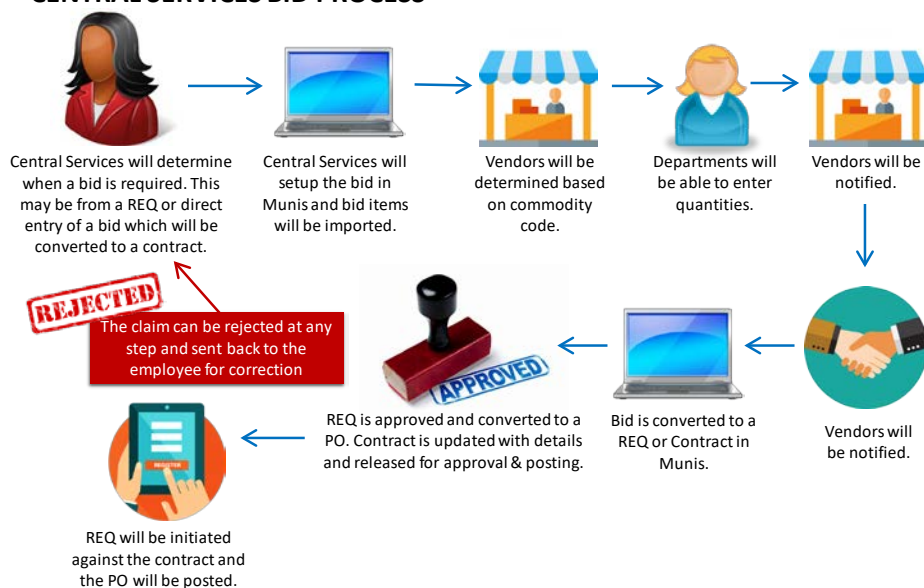 CENTRAL SERVICES BID PROCESS
Central Services will determine
when a bid is required. This
may be from a REQ or direct
entry of a bid which will be
converted to a contract.
Central Services will
setup the bid in
Munis and bid items
will be imported.
Vendors will be
determined based
on commodity
code.
Departments will
be able to enter
quantities.
Vendors will be
notified.
Vendors will
be notified.
Bid is converted to a
REQ or Contract in
Munis.
APPROVED
REQ is approved and converted to a
PO. Contract is updated with details
and released for approval & posting.
REJECTED
The claim can be rejected at any
step and sent back to the
employee for correction
REGISTER
REQ will be initiated
against the contract and
the PO will be posted.